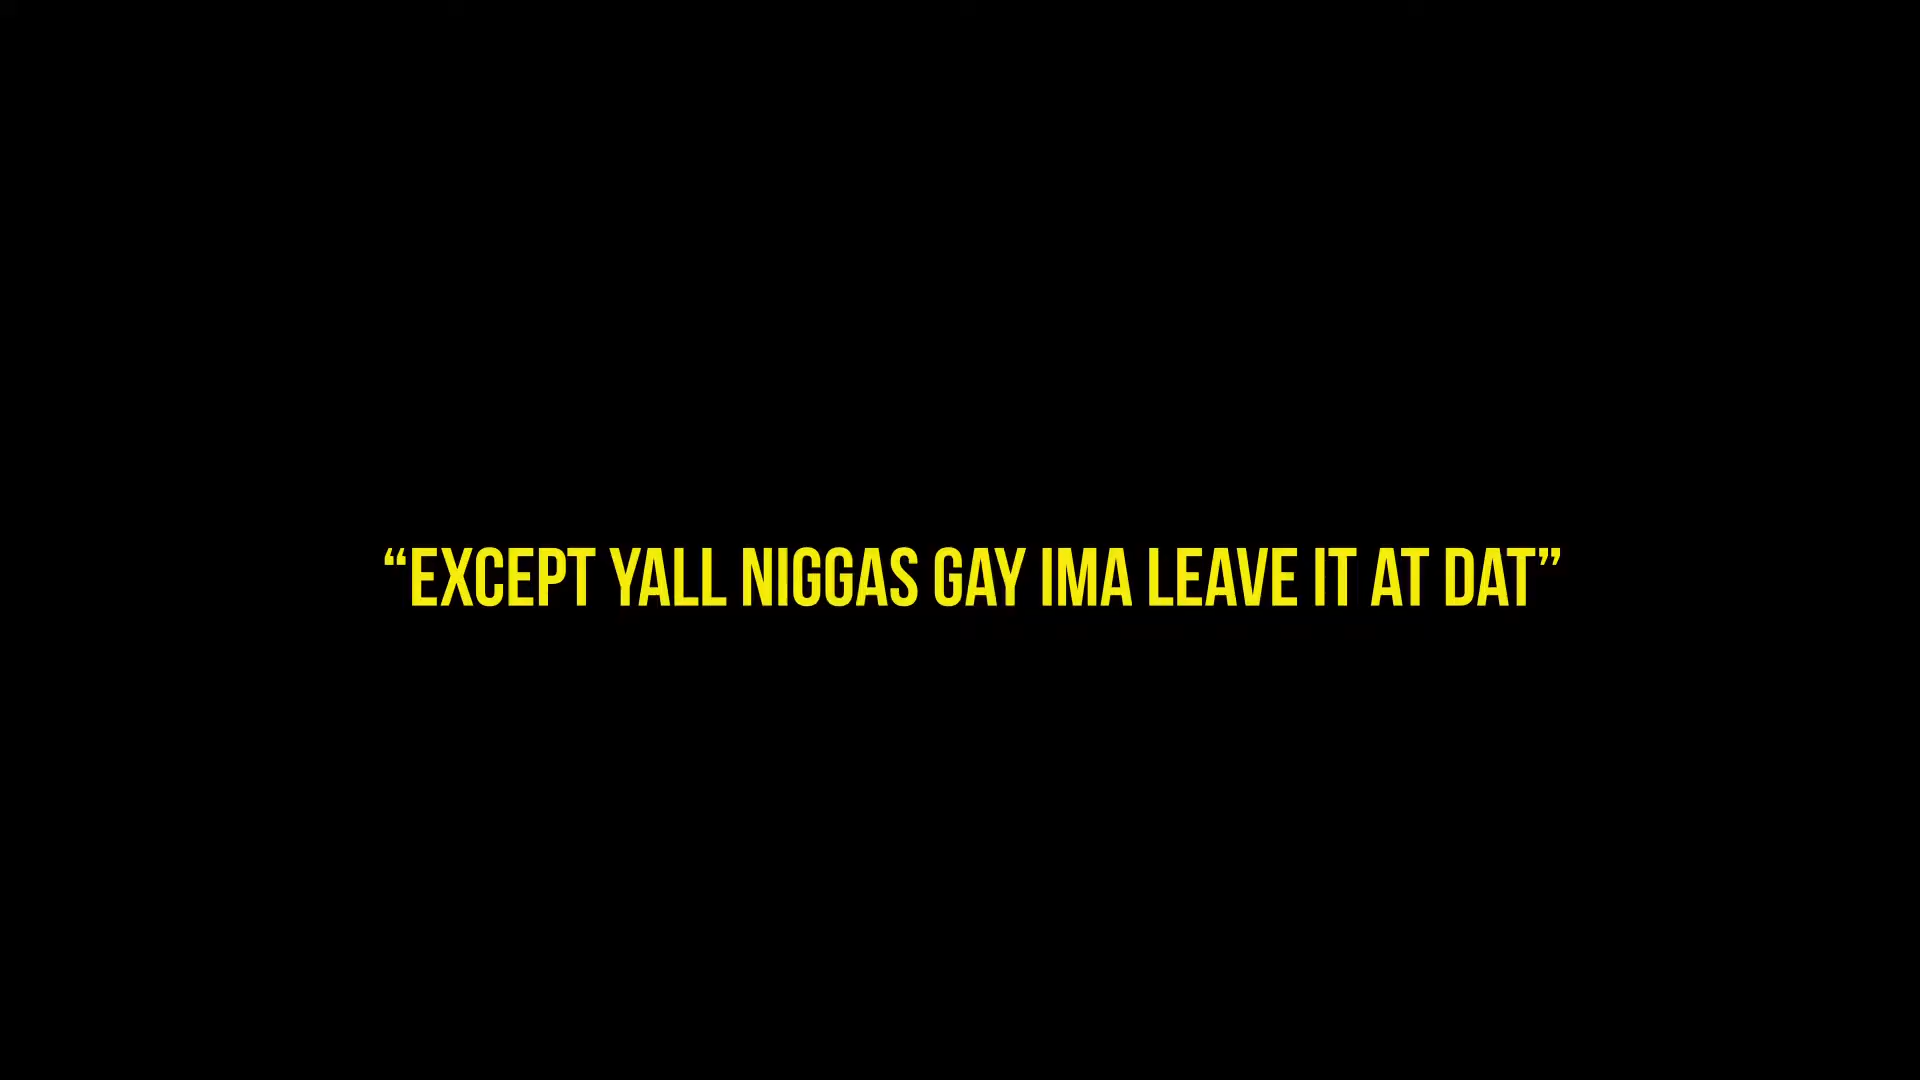 “EXCEPT YALL NIGGAS GAY IMA LEAVE IT AT DAT”